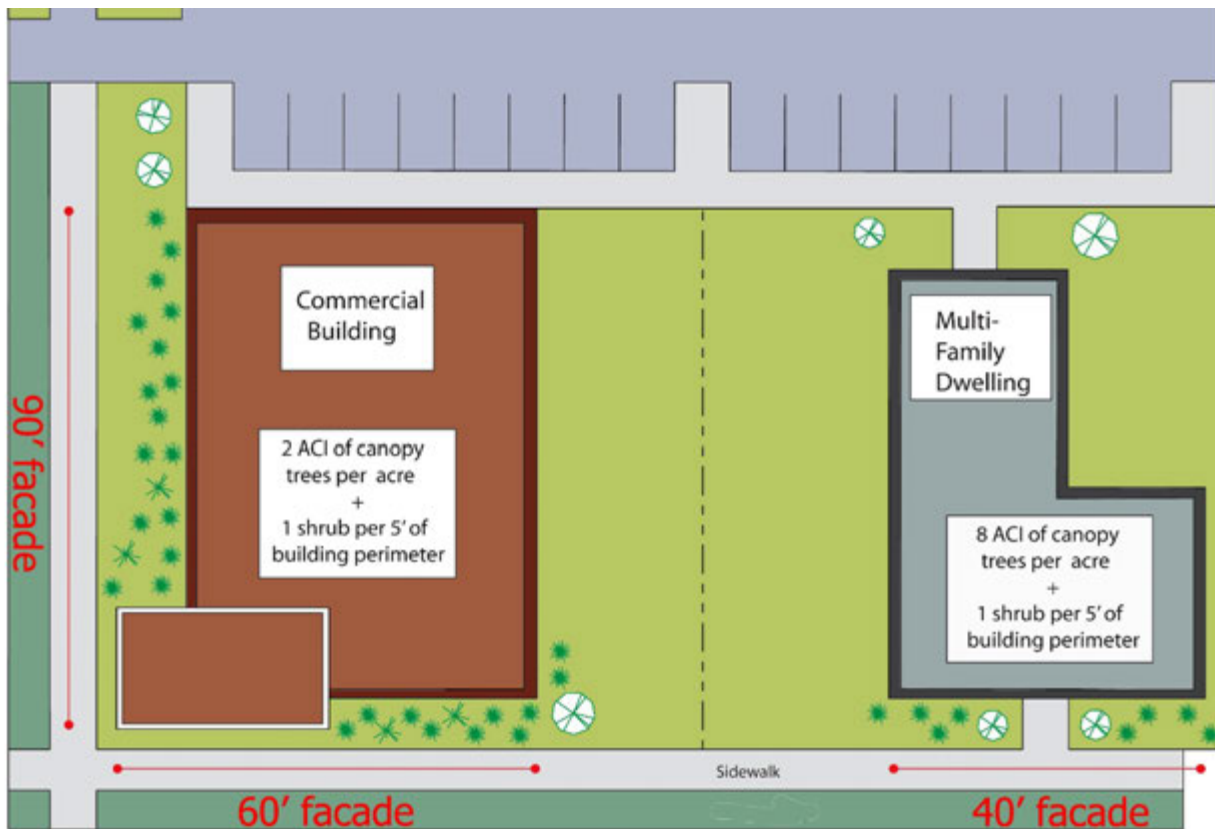 Commercial
Building
2 ACI of canopy
trees per acre
+
1 shrub per 5' of
building perimeter
Multi-
Family
Dwelling
8 ACI of canopy
trees per acre
+
1 shrub per 5' of
building perimeter
90' facade
Sidewalk
60' facade
40' facade